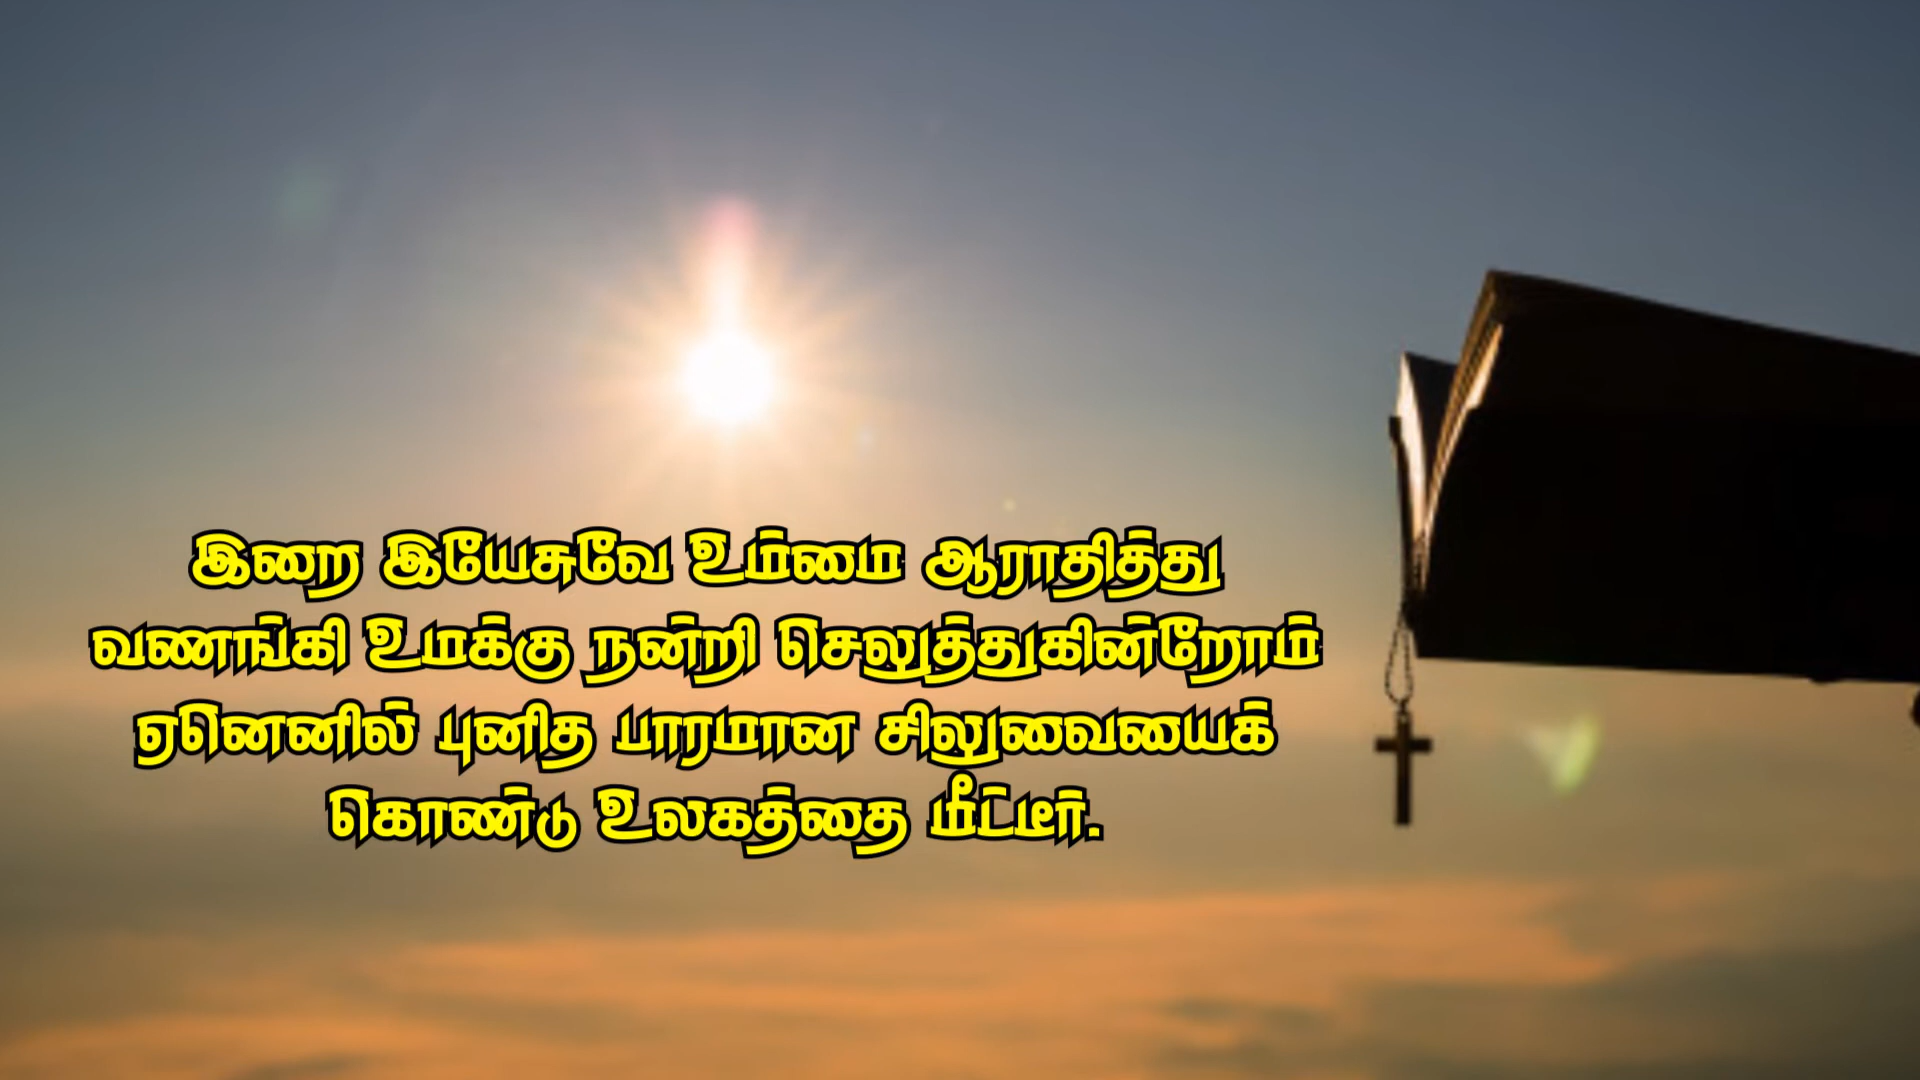 இறை இயேசுவே உம்மை ஆராதித்து
வணங்கி உமக்கு நன்றி செலுத்துகின்றோம்
ஏனெனில் புனித பாரமான சிலுவையைக்
கொண்டு உலகத்தை மீட்டீர்.